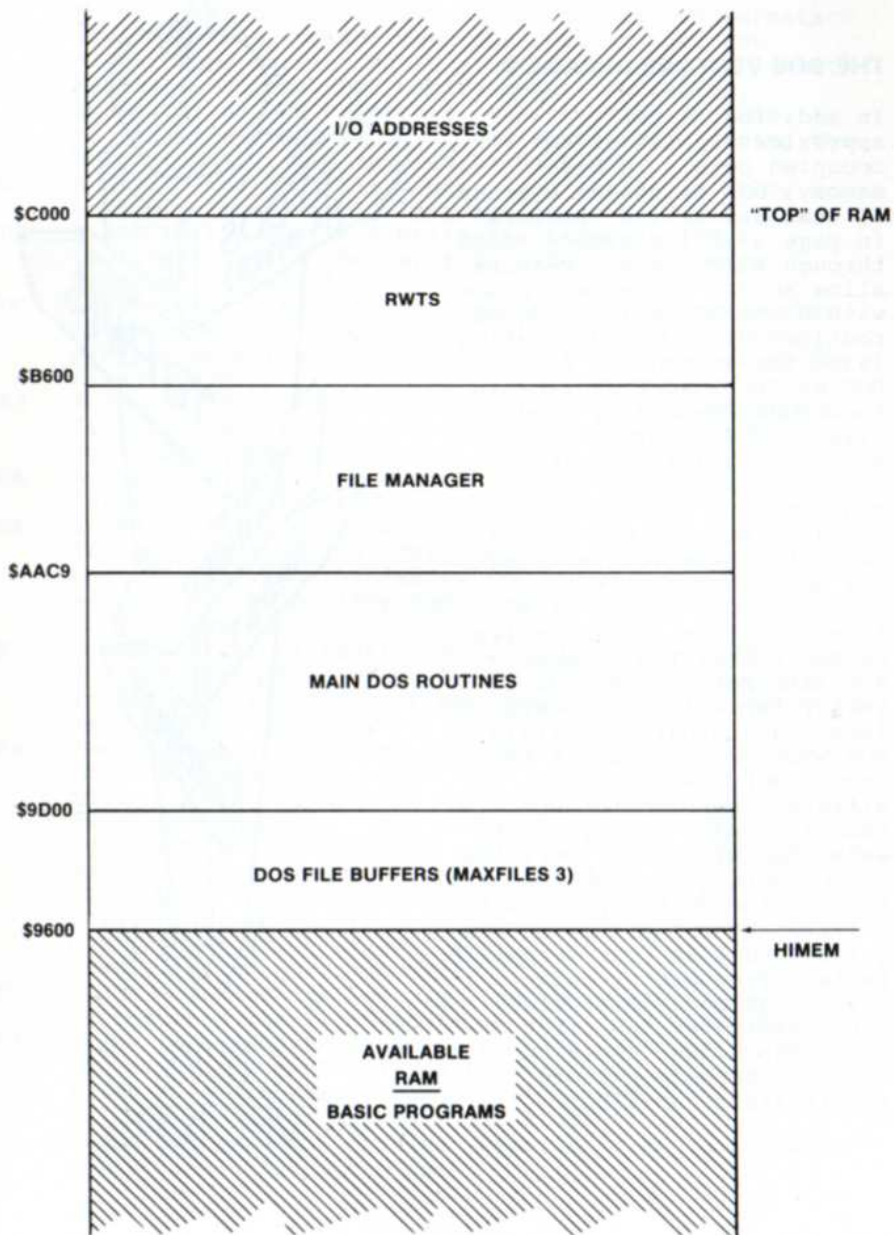 I/O ADDRESSES
$C000
"TOP" OF RAM
RWTS
$B600
FILE MANAGER
$AAC9
MAIN DOS ROUTINES
$9D00
DOS FILE BUFFERS (MAXFILES 3)
$9600
HIMEM
AVAILABLE
RAM
BASIC PROGRAMS